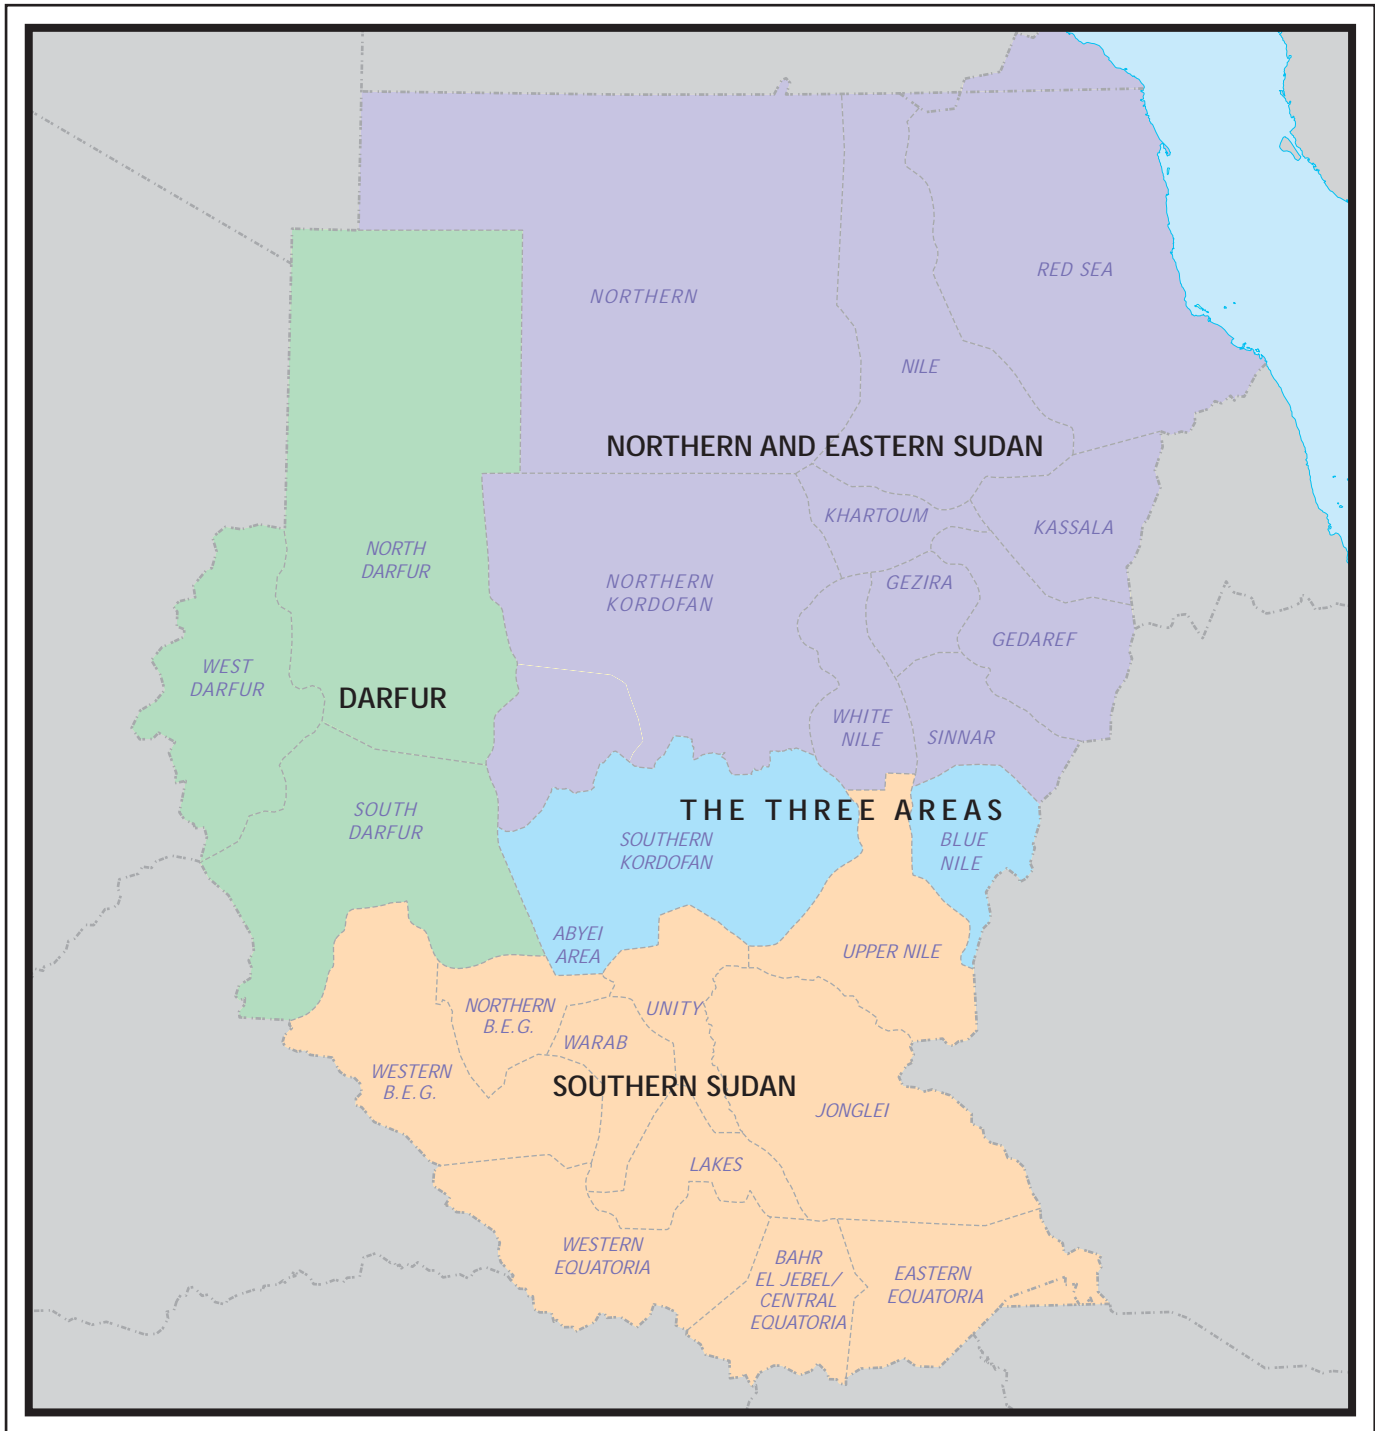 RED SEA
NORTHERN
NILE
NORTHERN AND EASTERN SUDAN
KHARTOUM
KASSALA
NORTH
DARFUR
NORTHERN
KORDOFAN
GEZIRA
GEDAREF
WEST
DARFUR
DARFUR
WHITE
NILE
SINNAR
SOUTH
DARFUR
THE THREE AREAS
SOUTHERN
KORDOFAN
BLUE
NILE
ABYEI
AREA
UPPER NILE
NORTHERN
B.E.G.
UNITY
WARAB
WESTERN
B.E.G.
SOUTHERN SUDAN
JONGLEI
LAKES
WESTERN
EQUATORIA
BAHR
EL JEBEL/
CENTRAL
EQUATORIA
EASTERN
EQUATORIA